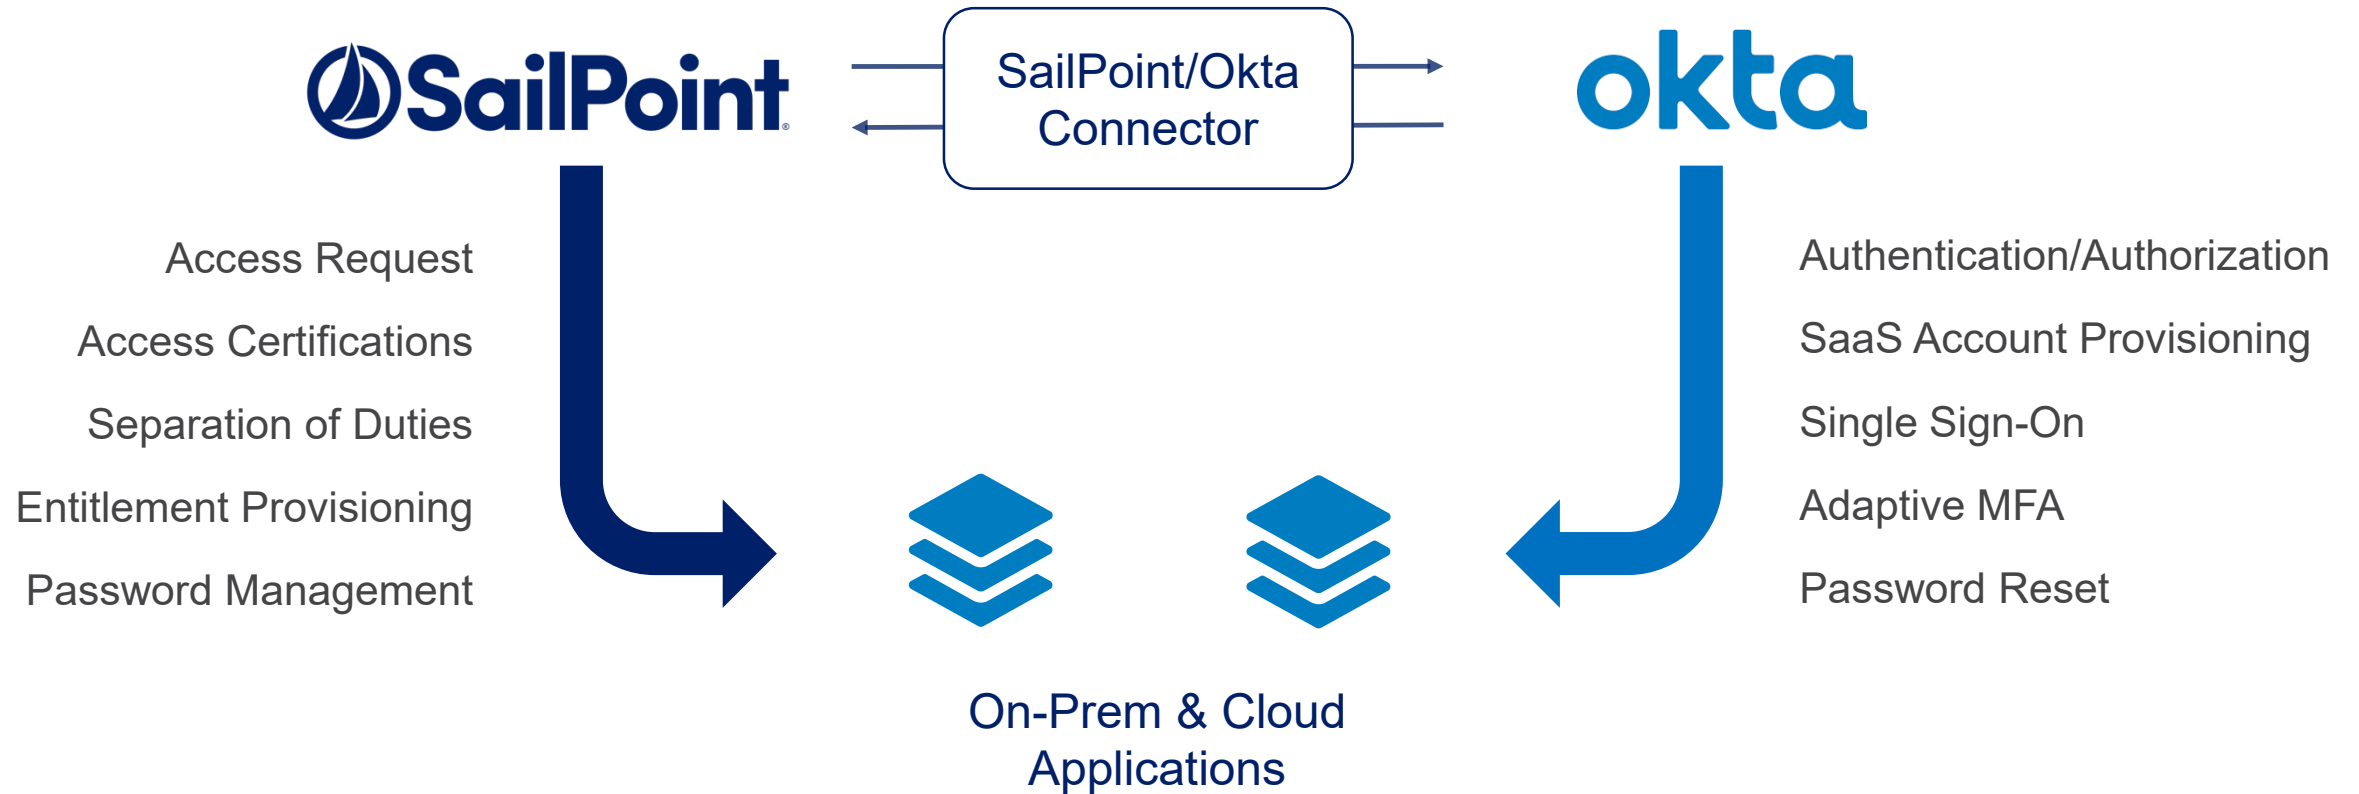 SailPoint®
SailPoint/Okta
Connector
okta
Access Request
Access Certifications
Separation of Duties
Entitlement Provisioning
Password Management
Authentication/Authorization
SaaS Account Provisioning
Single Sign-On
Adaptive MFA
Password Reset
On-Prem & Cloud
Applications